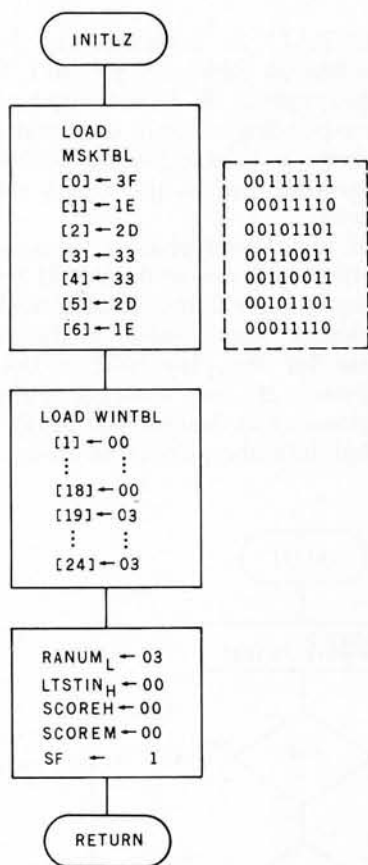 INITLZ
LOAD
MSKTBL
[0]←3F
[1]←1E
[2]←2D
[3]←33
[4]←33
[5]←2D
[6]←1E
00111111
00011110
00101101
00110011
00110011
00101101
00011110
LOAD WINTBL
[1]←00
⋮ ⋮
[18]←00
[19]←03
⋮ ⋮
[24]←03
RANUML←03
LTSTINH←00
SCOREH←00
SCOREM←00
SF ← 1
RETURN